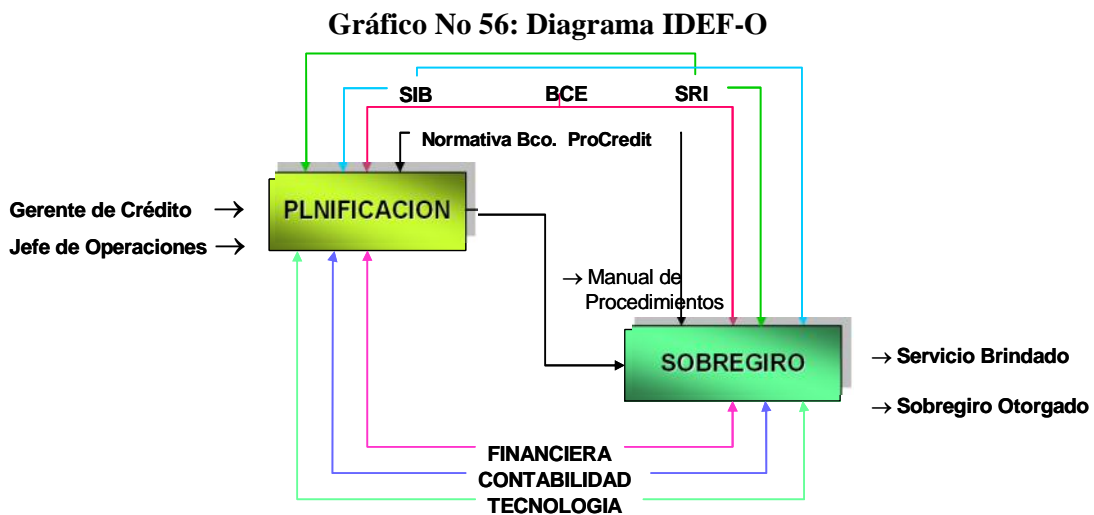 Gráfico No 56: Diagrama IDEF-O
SIB
BCE
SRI
Normativa Bco. ProCredit
PLNIFICACION
Gerente de Crédito →
Jefe de Operaciones →
→ Manual de
Procedimientos
SOBREGIRO
→ Servicio Brindado
→ Sobregiro Otorgado
FINANCIERA
CONTABILIDAD
TECNOLOGIA